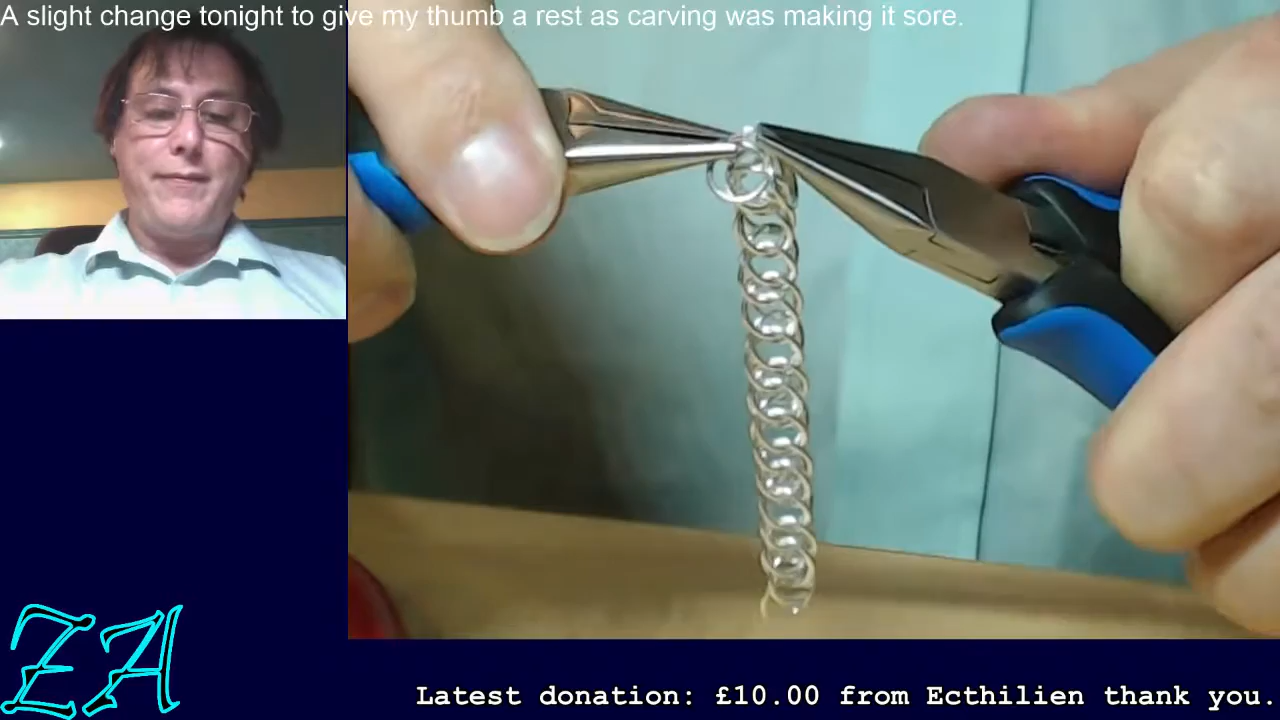 A slight change tonight to give my thumb a rest as carving was making it sore.
ZA
Latest donation: £10.00 from Ecthilien thank you.